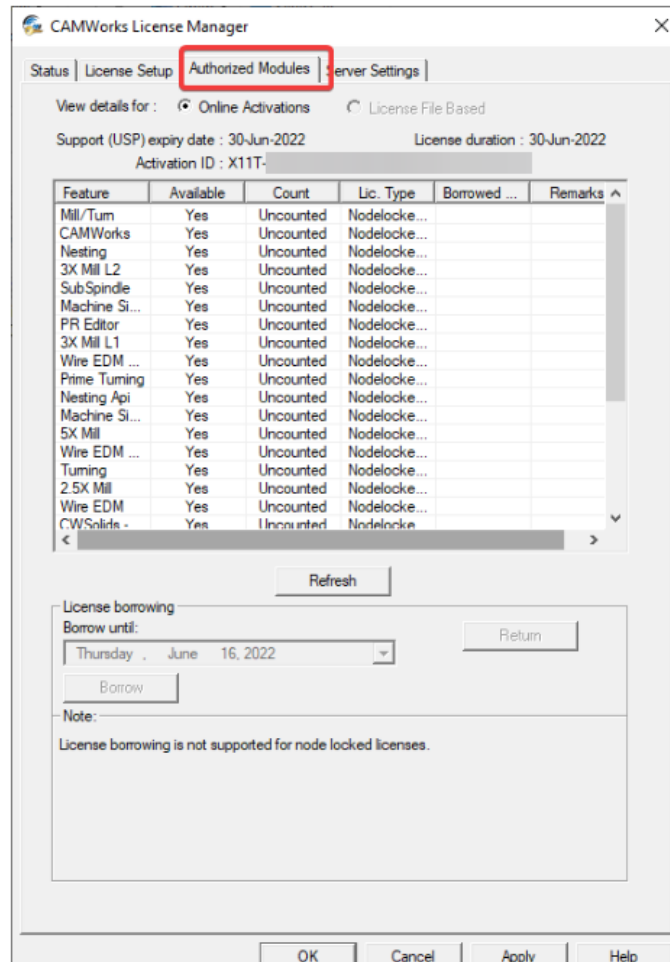 CAMWorks License Manager
Status License Setup Authorized Modules erver Settings
View details for : Online Activations License File Based
Support (USP) expiry date : 30-Jun-2022 License duration : 30-Jun-2022
Activation ID : X11T-
Feature Available Count Lic. Type Borrowed ... Remarks
Mill/Turn Yes Uncounted Nodelocke...
CAMWorks Yes Uncounted Nodelocke...
Nesting Yes Uncounted Nodelocke...
3X Mill L2 Yes Uncounted Nodelocke...
SubSpindle Yes Uncounted Nodelocke...
Machine Si... Yes Uncounted Nodelocke...
PR Editor Yes Uncounted Nodelocke...
3X Mill L1 Yes Uncounted Nodelocke...
Wire EDM ... Yes Uncounted Nodelocke...
Prime Turning Yes Uncounted Nodelocke...
Nesting Api Yes Uncounted Nodelocke...
Machine Si... Yes Uncounted Nodelocke...
5X Mill Yes Uncounted Nodelocke...
Wire EDM ... Yes Uncounted Nodelocke...
Turning Yes Uncounted Nodelocke...
2.5X Mill Yes Uncounted Nodelocke...
Wire EDM Yes Uncounted Nodelocke...
CWSolids - Yes Uncounted Nodelocke
Refresh
License borrowing
Borrow until:
Thursday , June 16, 2022
Return
Borrow
Note:
License borrowing is not supported for node locked licenses.
OK Cancel Apply Help